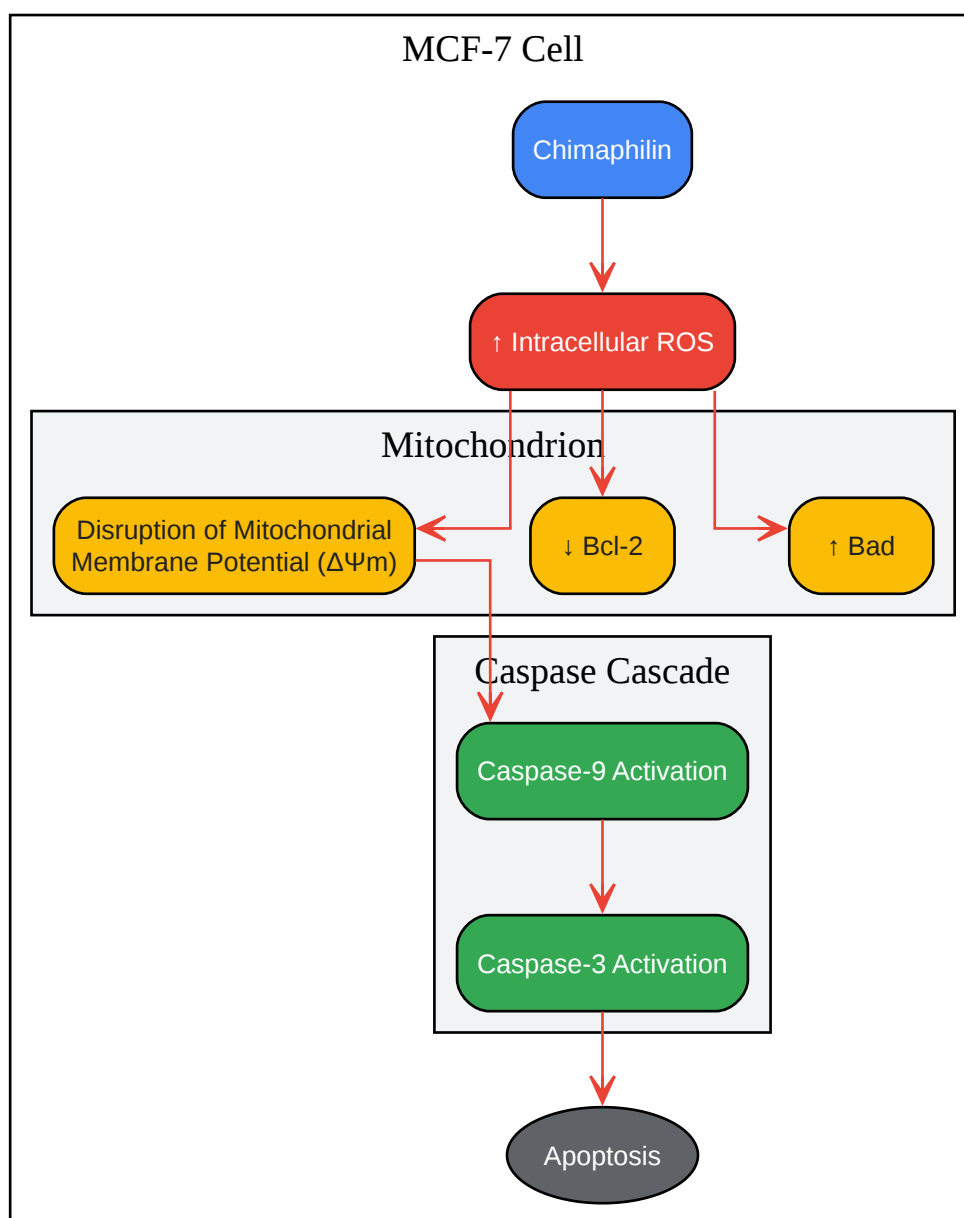 MCF-7 Cell
Chimaphilin
↑ Intracellular ROS
Mitochondrion
Disruption of Mitochondrial
Membrane Potential (ΔΨm)
↓ Bcl-2
↑ Bad
Caspase Cascade
Caspase-9 Activation
Caspase-3 Activation
Apoptosis